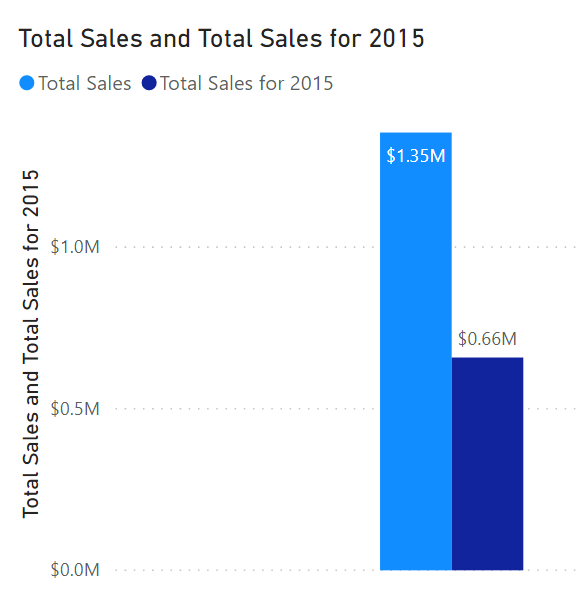 Total Sales and Total Sales for 2015
Total Sales
Total Sales for 2015
Total Sales and Total Sales for 2015
$1.0M
$0.5M
$0.0M
$1.35M
$0.66M